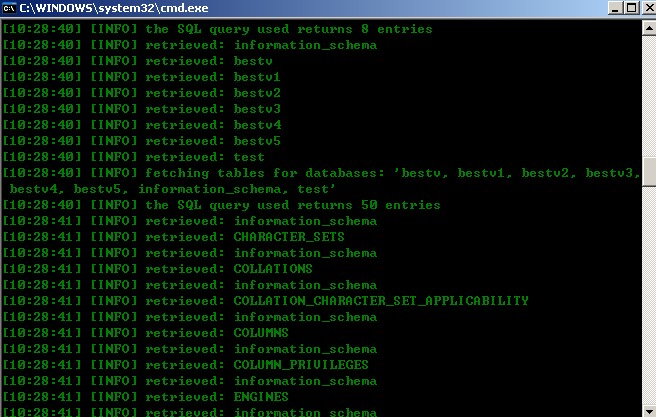 C:\WINDOWS\system32\cmd.exe
[10:28:40] [INFO] the SQL query used returns 8 entries
[10:28:40] [INFO] retrieved: information_schema
[10:28:40] [INFO] retrieved: bestv
[10:28:40] [INFO] retrieved: bestv1
[10:28:40] [INFO] retrieved: bestv2
[10:28:40] [INFO] retrieved: bestv3
[10:28:40] [INFO] retrieved: bestv4
[10:28:40] [INFO] retrieved: bestv5
[10:28:40] [INFO] retrieved: test
[10:28:40] [INFO] fetching tables for databases: 'bestv, bestv1, bestv2, bestv3,
bestv4, bestv5, information_schema, test'
[10:28:40] [INFO] the SQL query used returns 50 entries
[10:28:41] [INFO] retrieved: information_schema
[10:28:41] [INFO] retrieved: CHARACTER_SETS
[10:28:41] [INFO] retrieved: information_schema
[10:28:41] [INFO] retrieved: COLLATIONS
[10:28:41] [INFO] retrieved: information_schema
[10:28:41] [INFO] retrieved: COLLATION_CHARACTER_SET_APPLICABILITY
[10:28:41] [INFO] retrieved: information_schema
[10:28:41] [INFO] retrieved: COLUMNS
[10:28:41] [INFO] retrieved: information_schema
[10:28:41] [INFO] retrieved: COLUMN_PRIVILEGES
[10:28:41] [INFO] retrieved: information_schema
[10:28:41] [INFO] retrieved: ENGINES
[10:28:41] [INFO] retrieved: information_schema